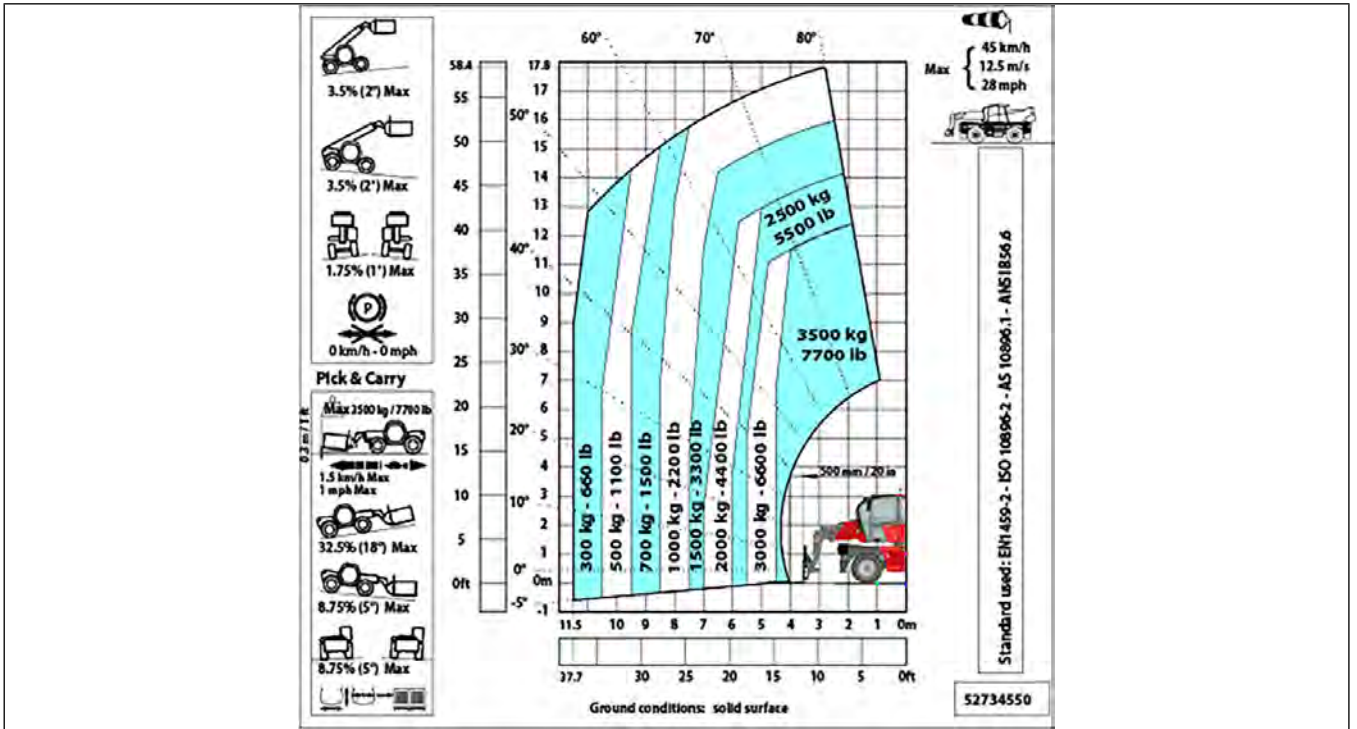 3.5% (2°) Max
3.5% (2°) Max
1.75% (1°) Max
P
0 km/h - 0 mph
Pick & Carry
Max 3500 kg / 7700 lb
0.3 m / 1 ft
1.5 km/h Max
1 mph Max
32.5% (18°) Max
8.75% (5°) Max
8.75% (5°) Max
58.4
55
50
45
40
35
30
25
20
15
10
5
0ft
17.8
17
16
15
14
13
12
11
10
9
8
7
6
5
4
3
2
1
0m
-1
60°
70°
80°
50°
40°
30°
20°
10°
0°
-5°
2500 kg
5500 lb
3500 kg
7700 lb
300 kg - 660 lb
500 kg - 1100 lb
700 kg - 1500 lb
1000 kg - 2200 lb
1500 kg - 3300 lb
2000 kg - 4400 lb
3000 kg - 6600 lb
500 mm / 20 in
11.5 10 9 8 7 6 5 4 3 2 1 0m
37.7 30 25 20 15 10 5 0ft
Ground conditions: solid surface
Max
45 km/h
12.5 m/s
28 mph
Standard used: EN1459-2 - ISO 10896-2 - AS 10896.1 - ANSI B56.6
52734550